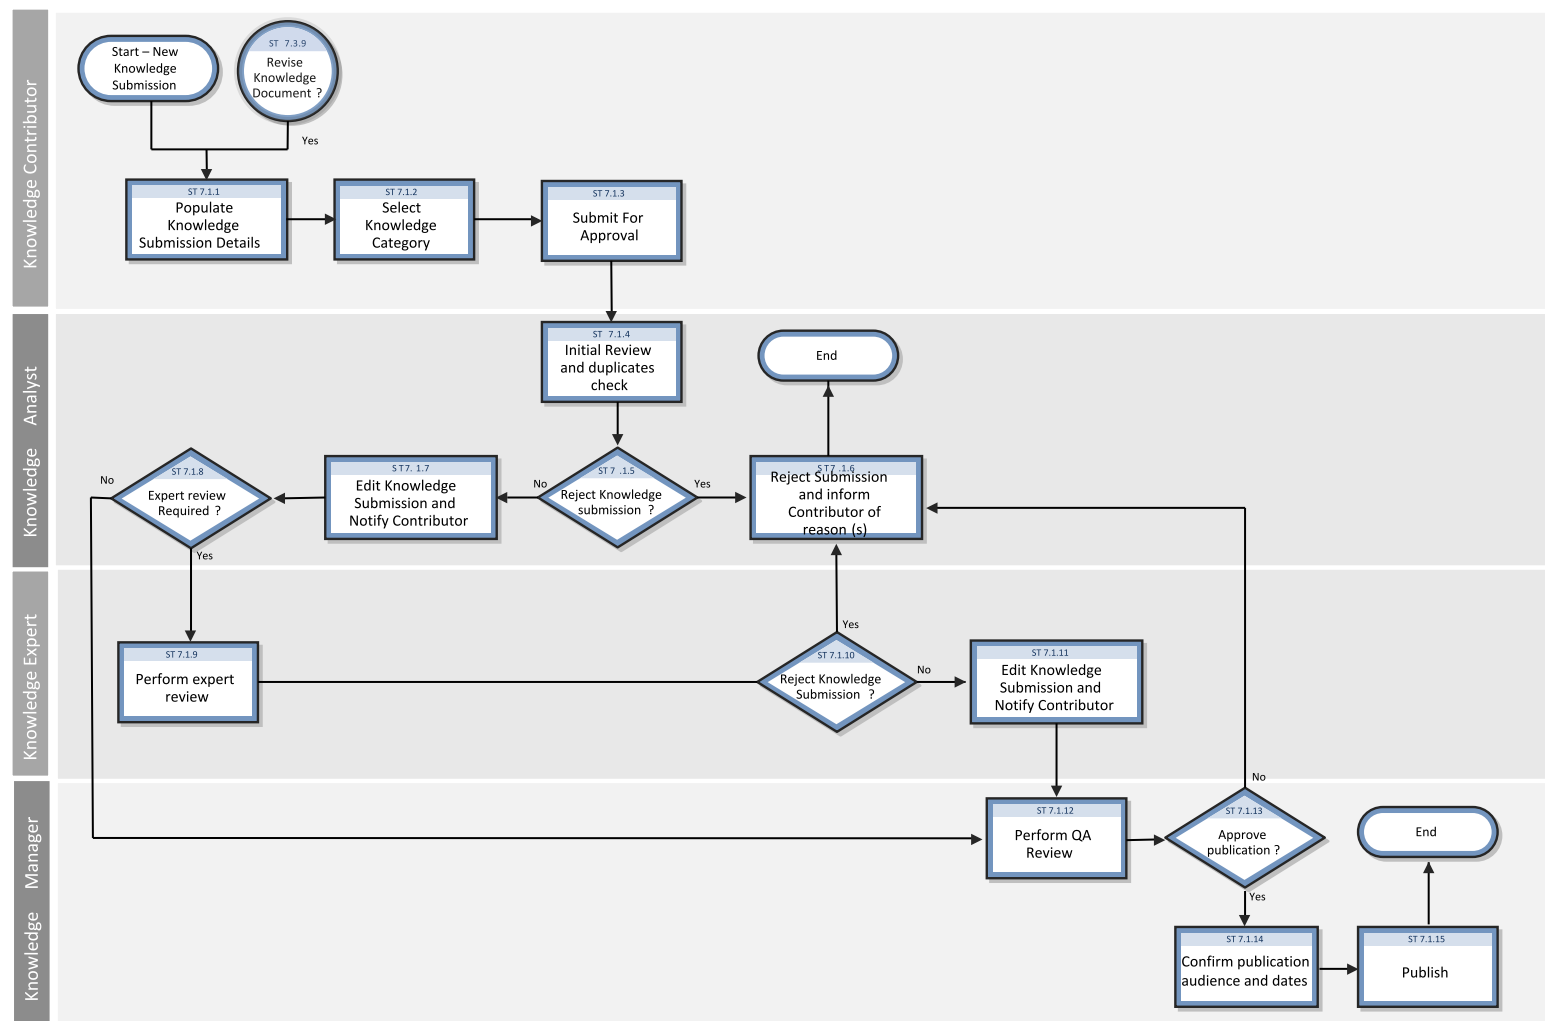 Knowledge Contributor
Start – New
Knowledge
Submission
ST 7.3.9
Revise
Knowledge
Document ?
Yes
ST 7.1.1
Populate
Knowledge
Submission Details
ST 7.1.2
Select
Knowledge
Category
ST 7.1.3
Submit For
Approval
Knowledge Analyst
ST 7.1.4
Initial Review
and duplicates
check
End
No
ST 7.1.8
Expert review
Required ?
Yes
ST 7. 1.7
Edit Knowledge
Submission and
Notify Contributor
No
ST 7 .1.5
Reject Knowledge
submission ?
Yes
ST 7 .1.6
Reject Submission
and inform
Contributor of
reason (s)
Knowledge Expert
ST 7.1.9
Perform expert
review
Yes
ST 7.1.10
Reject Knowledge
Submission ?
No
ST 7.1.11
Edit Knowledge
Submission and
Notify Contributor
Knowledge Manager
ST 7.1.12
Perform QA
Review
No
ST 7.1.13
Approve
publication ?
Yes
End
ST 7.1.14
Confirm publication
audience and dates
ST 7.1.15
Publish